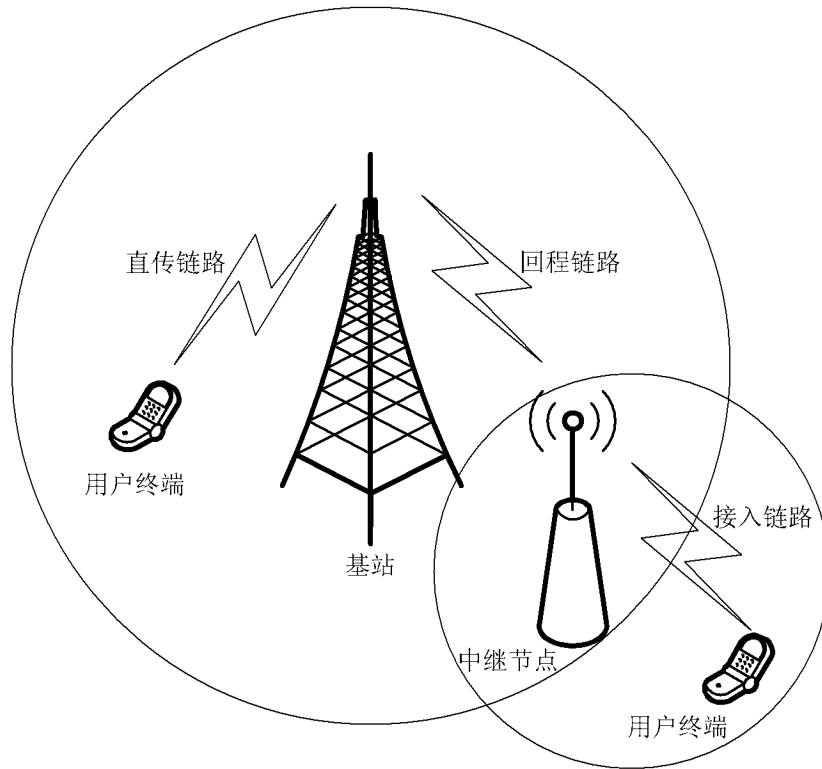 直传链路
回程链路
用户终端
接入链路
基站
中继节点
用户终端